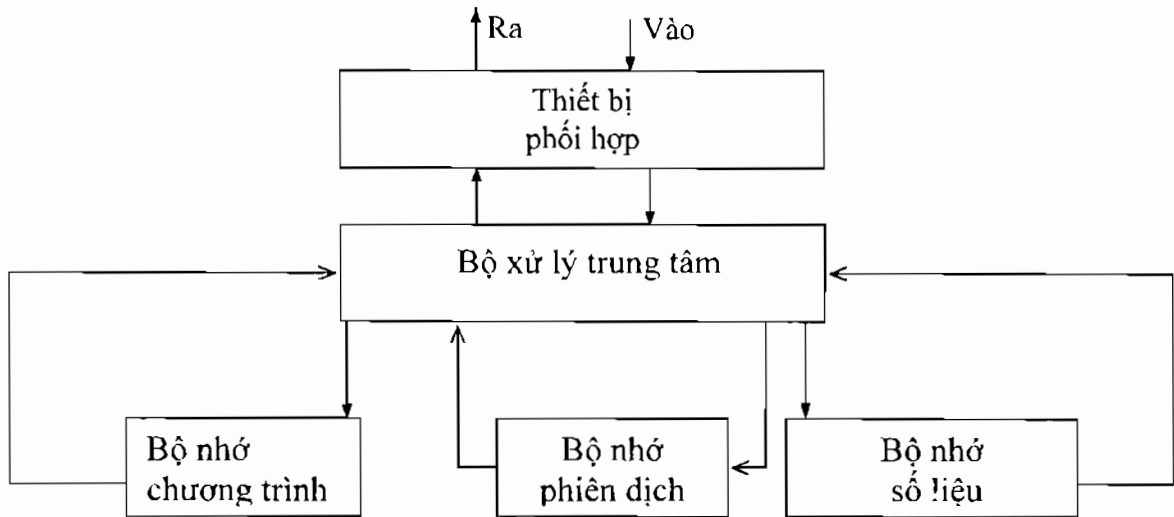 Ra
Vào
Thiết bị
phối hợp
Bộ xử lý trung tâm
Bộ nhớ
chương trình
Bộ nhớ
phiên dịch
Bộ nhớ
số liệu